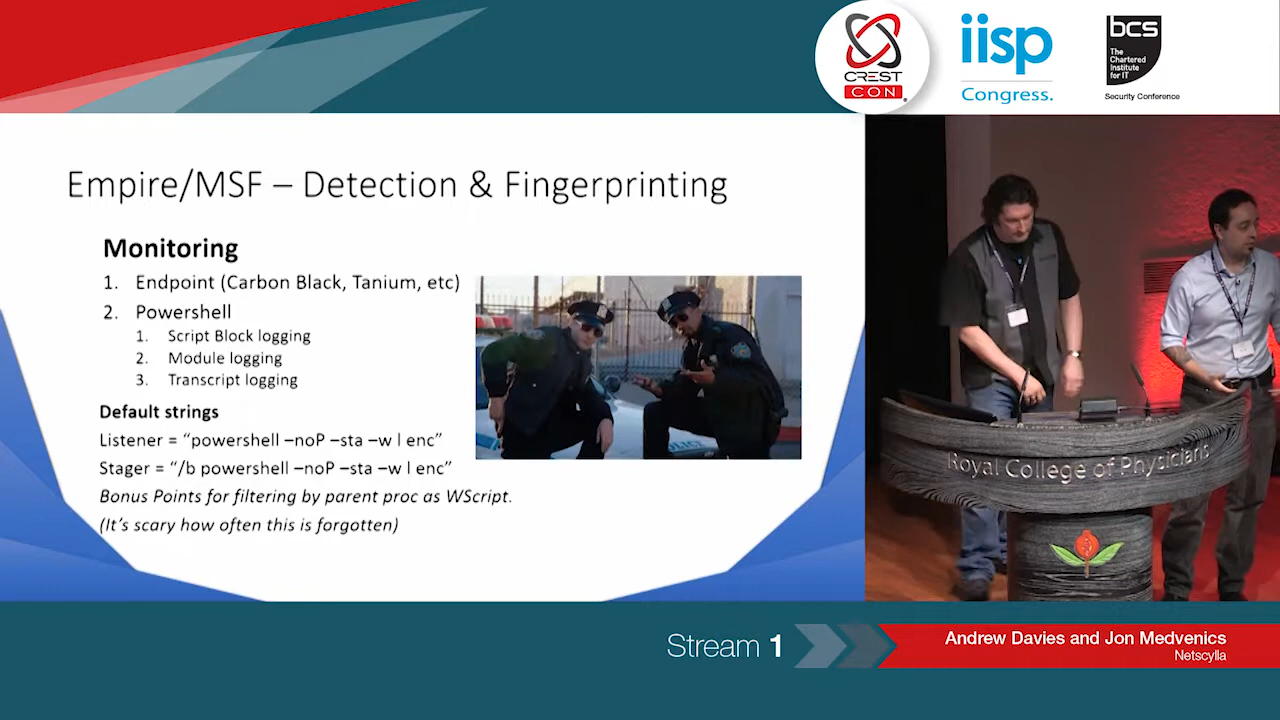 CREST
CON
iisp
Congress.
bcs
The
Chartered
Institute
for IT
Security Conference
Empire/MSF – Detection & Fingerprinting
Monitoring
1. Endpoint (Carbon Black, Tanium, etc)
2. Powershell
1. Script Block logging
2. Module logging
3. Transcript logging
Default strings
Listener = “powershell –noP –sta –w l enc”
Stager = “/b powershell –noP –sta –w l enc”
Bonus Points for filtering by parent proc as WScript.
(It’s scary how often this is forgotten)
POLICE
Royal College of Physicians
Stream 1
Andrew Davies and Jon Medvenics
Netscylla